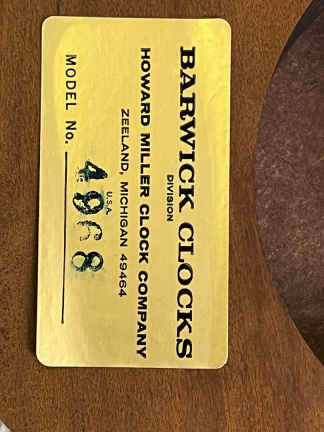 BARWICK CLOCKS
DIVISION
HOWARD MILLER CLOCK COMPANY
ZEELAND, MICHIGAN 49464
U.S.A.
MODEL No. 4968